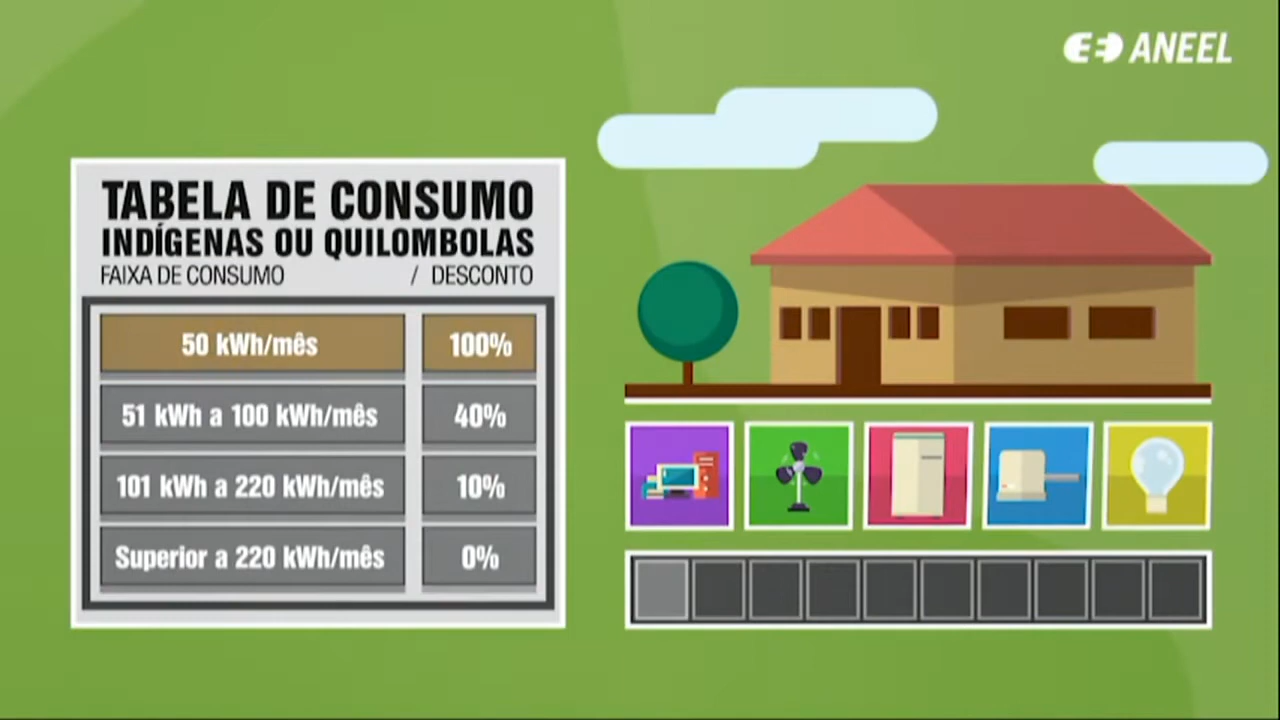 ANEEL
TABELA DE CONSUMO
INDÍGENAS OU QUILOMBOLAS
FAIXA DE CONSUMO / DESCONTO
50 kWh/mês 100%
51 kWh a 100 kWh/mês 40%
101 kWh a 220 kWh/mês 10%
Superior a 220 kWh/mês 0%